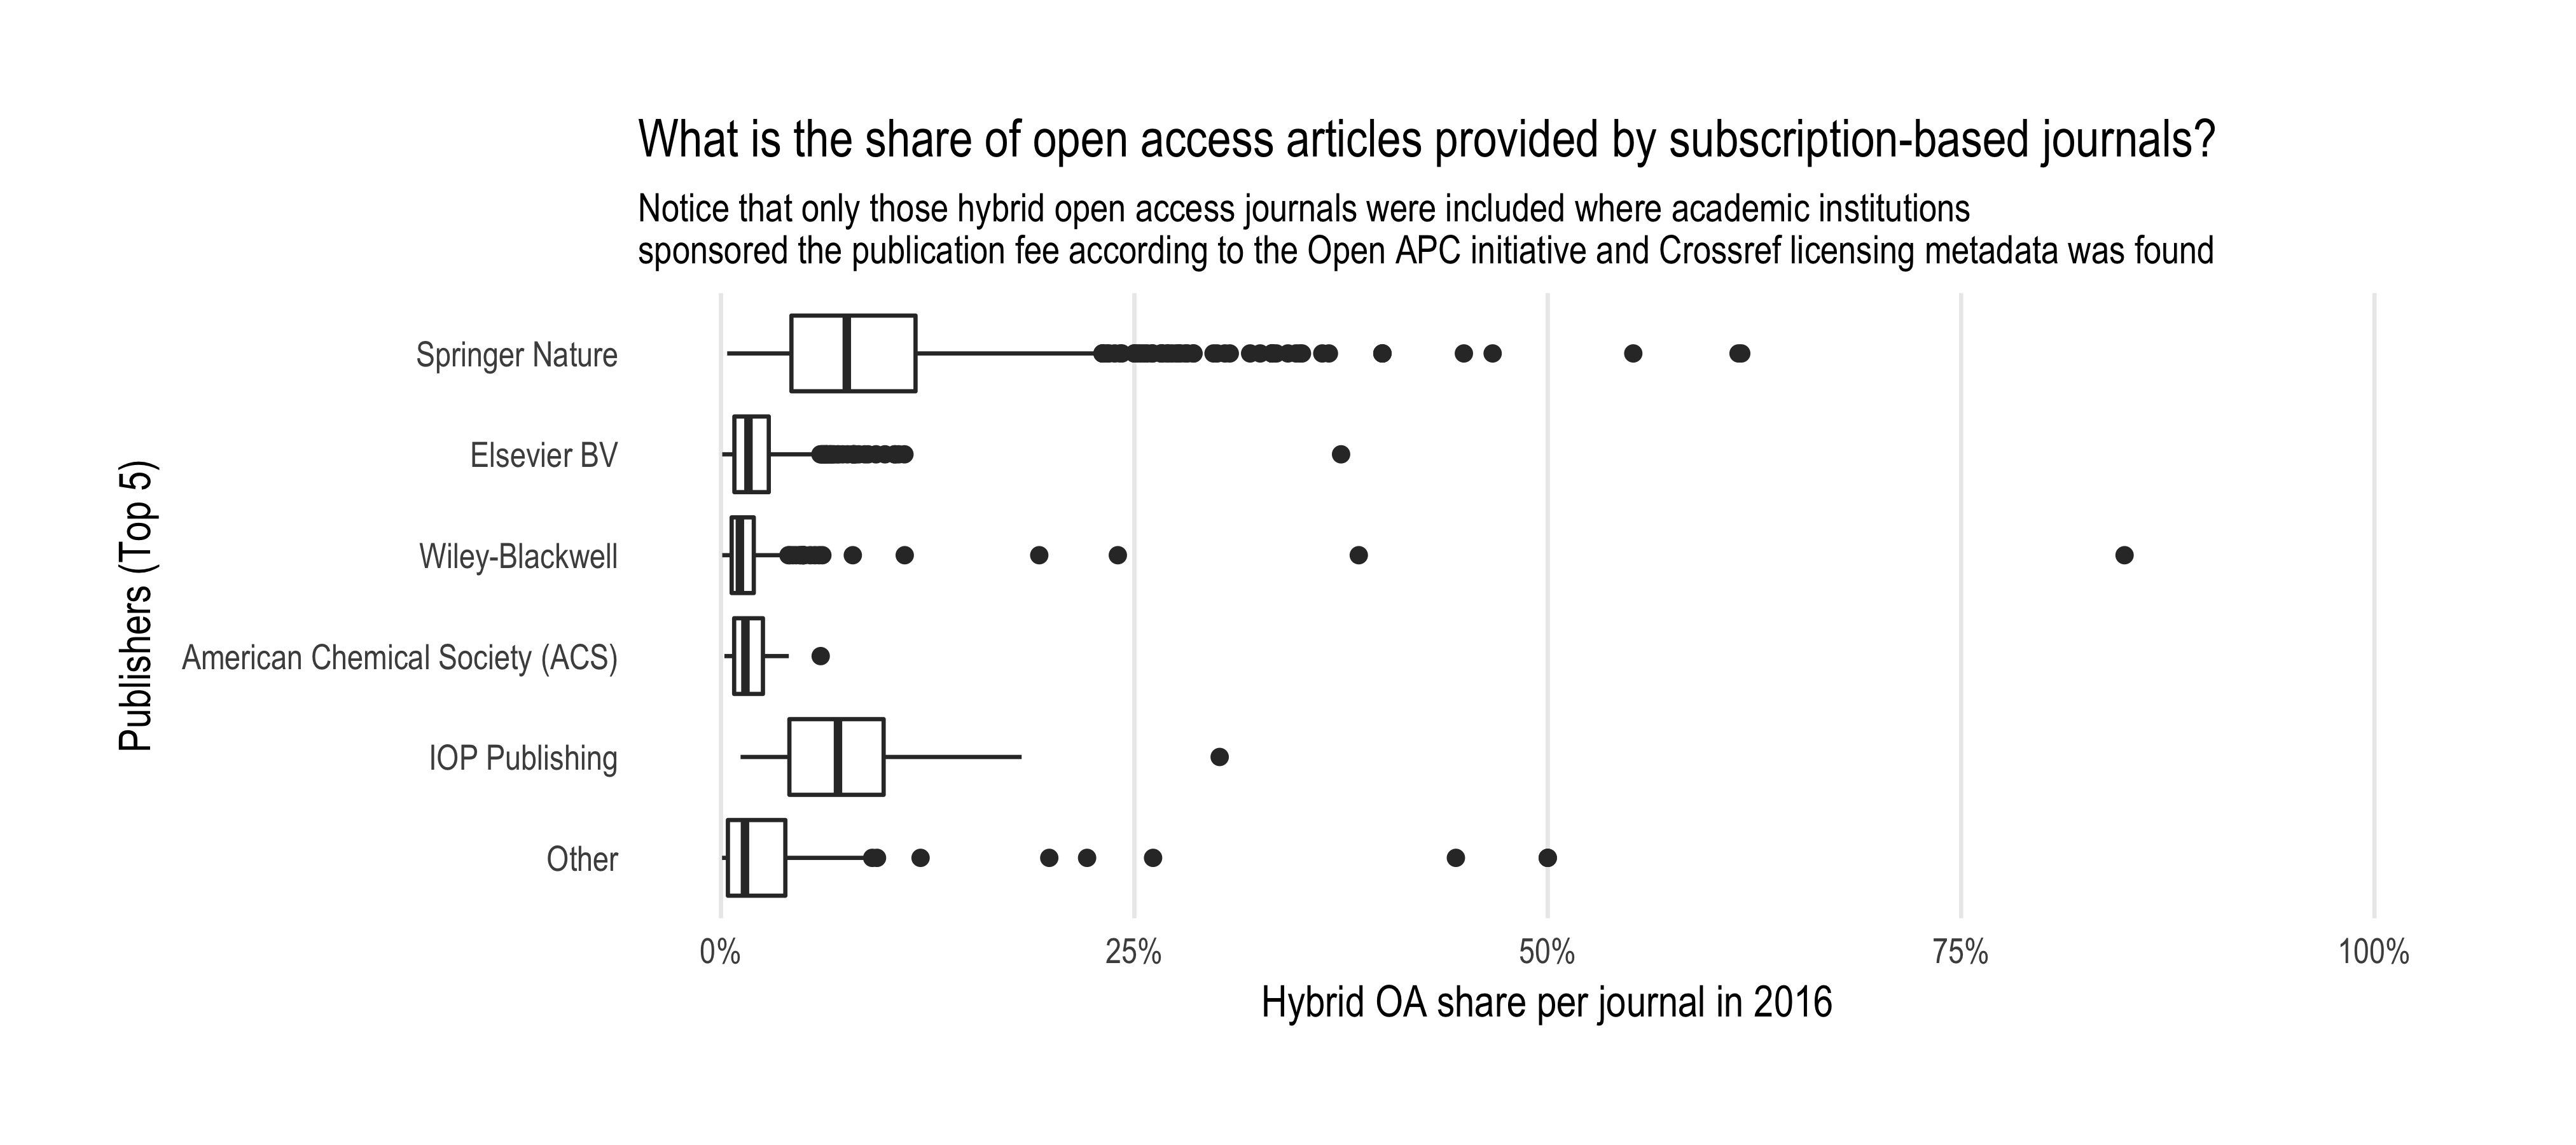 What is the share of open access articles provided by subscription-based journals?
Notice that only those hybrid open access journals were included where academic institutions
sponsored the publication fee according to the Open APC initiative and Crossref licensing metadata was found
Publishers (Top 5)
Springer Nature
Elsevier BV
Wiley-Blackwell
American Chemical Society (ACS)
IOP Publishing
Other
0% 25% 50% 75% 100%
Hybrid OA share per journal in 2016